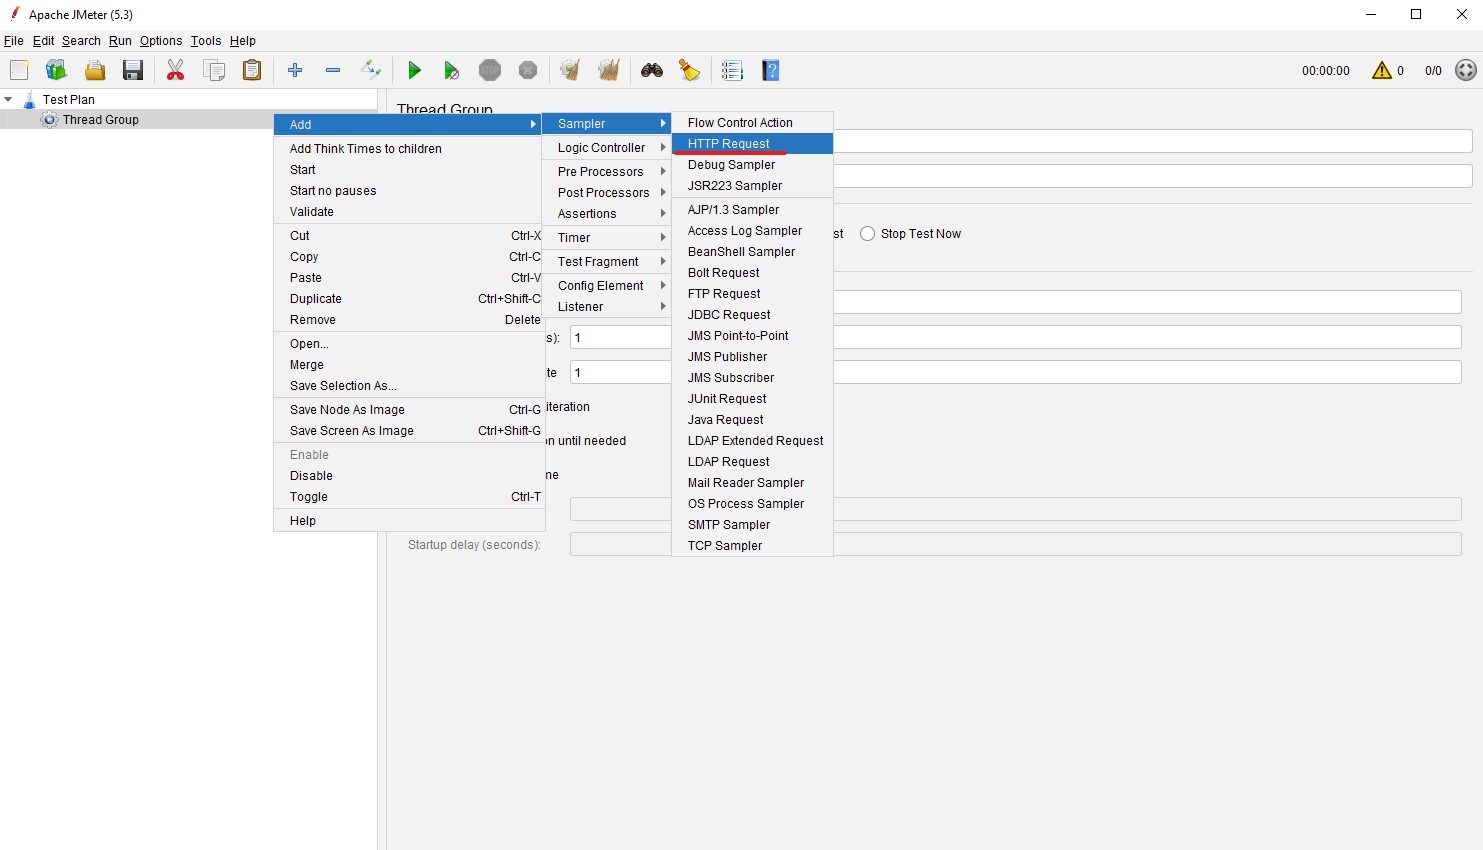 Apache JMeter (5.3)
File Edit Search Run Options Tools Help
00:00:00 0 0/0
Test Plan
Thread Group
Thread Group
Add
Add Think Times to children
Start
Start no pauses
Validate
Cut Ctrl-X
Copy Ctrl-C
Paste Ctrl-V
Duplicate Ctrl+Shift-C
Remove Delete
Open...
Merge
Save Selection As...
Save Node As Image Ctrl-G
Save Screen As Image Ctrl+Shift-G
Enable
Disable
Toggle Ctrl-T
Help
Sampler
Logic Controller
Pre Processors
Post Processors
Assertions
Timer
Test Fragment
Config Element
Listener
Flow Control Action
HTTP Request
Debug Sampler
JSR223 Sampler
AJP/1.3 Sampler
Access Log Sampler
BeanShell Sampler
Bolt Request
FTP Request
JDBC Request
JMS Point-to-Point
JMS Publisher
JMS Subscriber
JUnit Request
Java Request
LDAP Extended Request
LDAP Request
Mail Reader Sampler
OS Process Sampler
SMTP Sampler
TCP Sampler
st Stop Test Now
s): 1
te 1
iteration
n until needed
me
Startup delay (seconds):